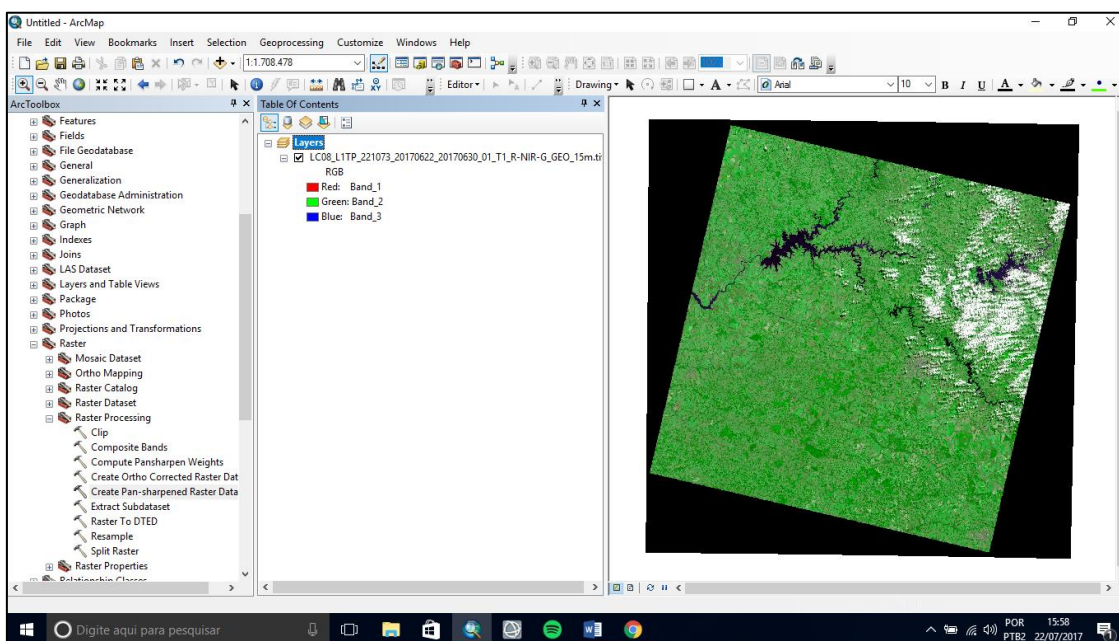 Untitled - ArcMap
File Edit View Bookmarks Insert Selection Geoprocessing Customize Windows Help
1:1.708.478
Editor Drawing A Arial 10 B I U A
ArcToolbox
Features
Fields
File Geodatabase
General
Generalization
Geodatabase Administration
Geometric Network
Graph
Indexes
Joins
LAS Dataset
Layers and Table Views
Package
Photos
Projections and Transformations
Raster
Mosaic Dataset
Ortho Mapping
Raster Catalog
Raster Dataset
Raster Processing
Clip
Composite Bands
Compute Pansharpen Weights
Create Ortho Corrected Raster Dat
Create Pan-sharpened Raster Data
Extract Subdataset
Raster To DTED
Resample
Split Raster
Raster Properties
Relationship Classes
Table Of Contents
Layers
LC08_L1TP_221073_20170622_20170630_01_T1_R-NIR-G_GEO_15m.ti
RGB
Red: Band_1
Green: Band_2
Blue: Band_3
Digite aqui para pesquisar
POR
PTB2
15:58
22/07/2017